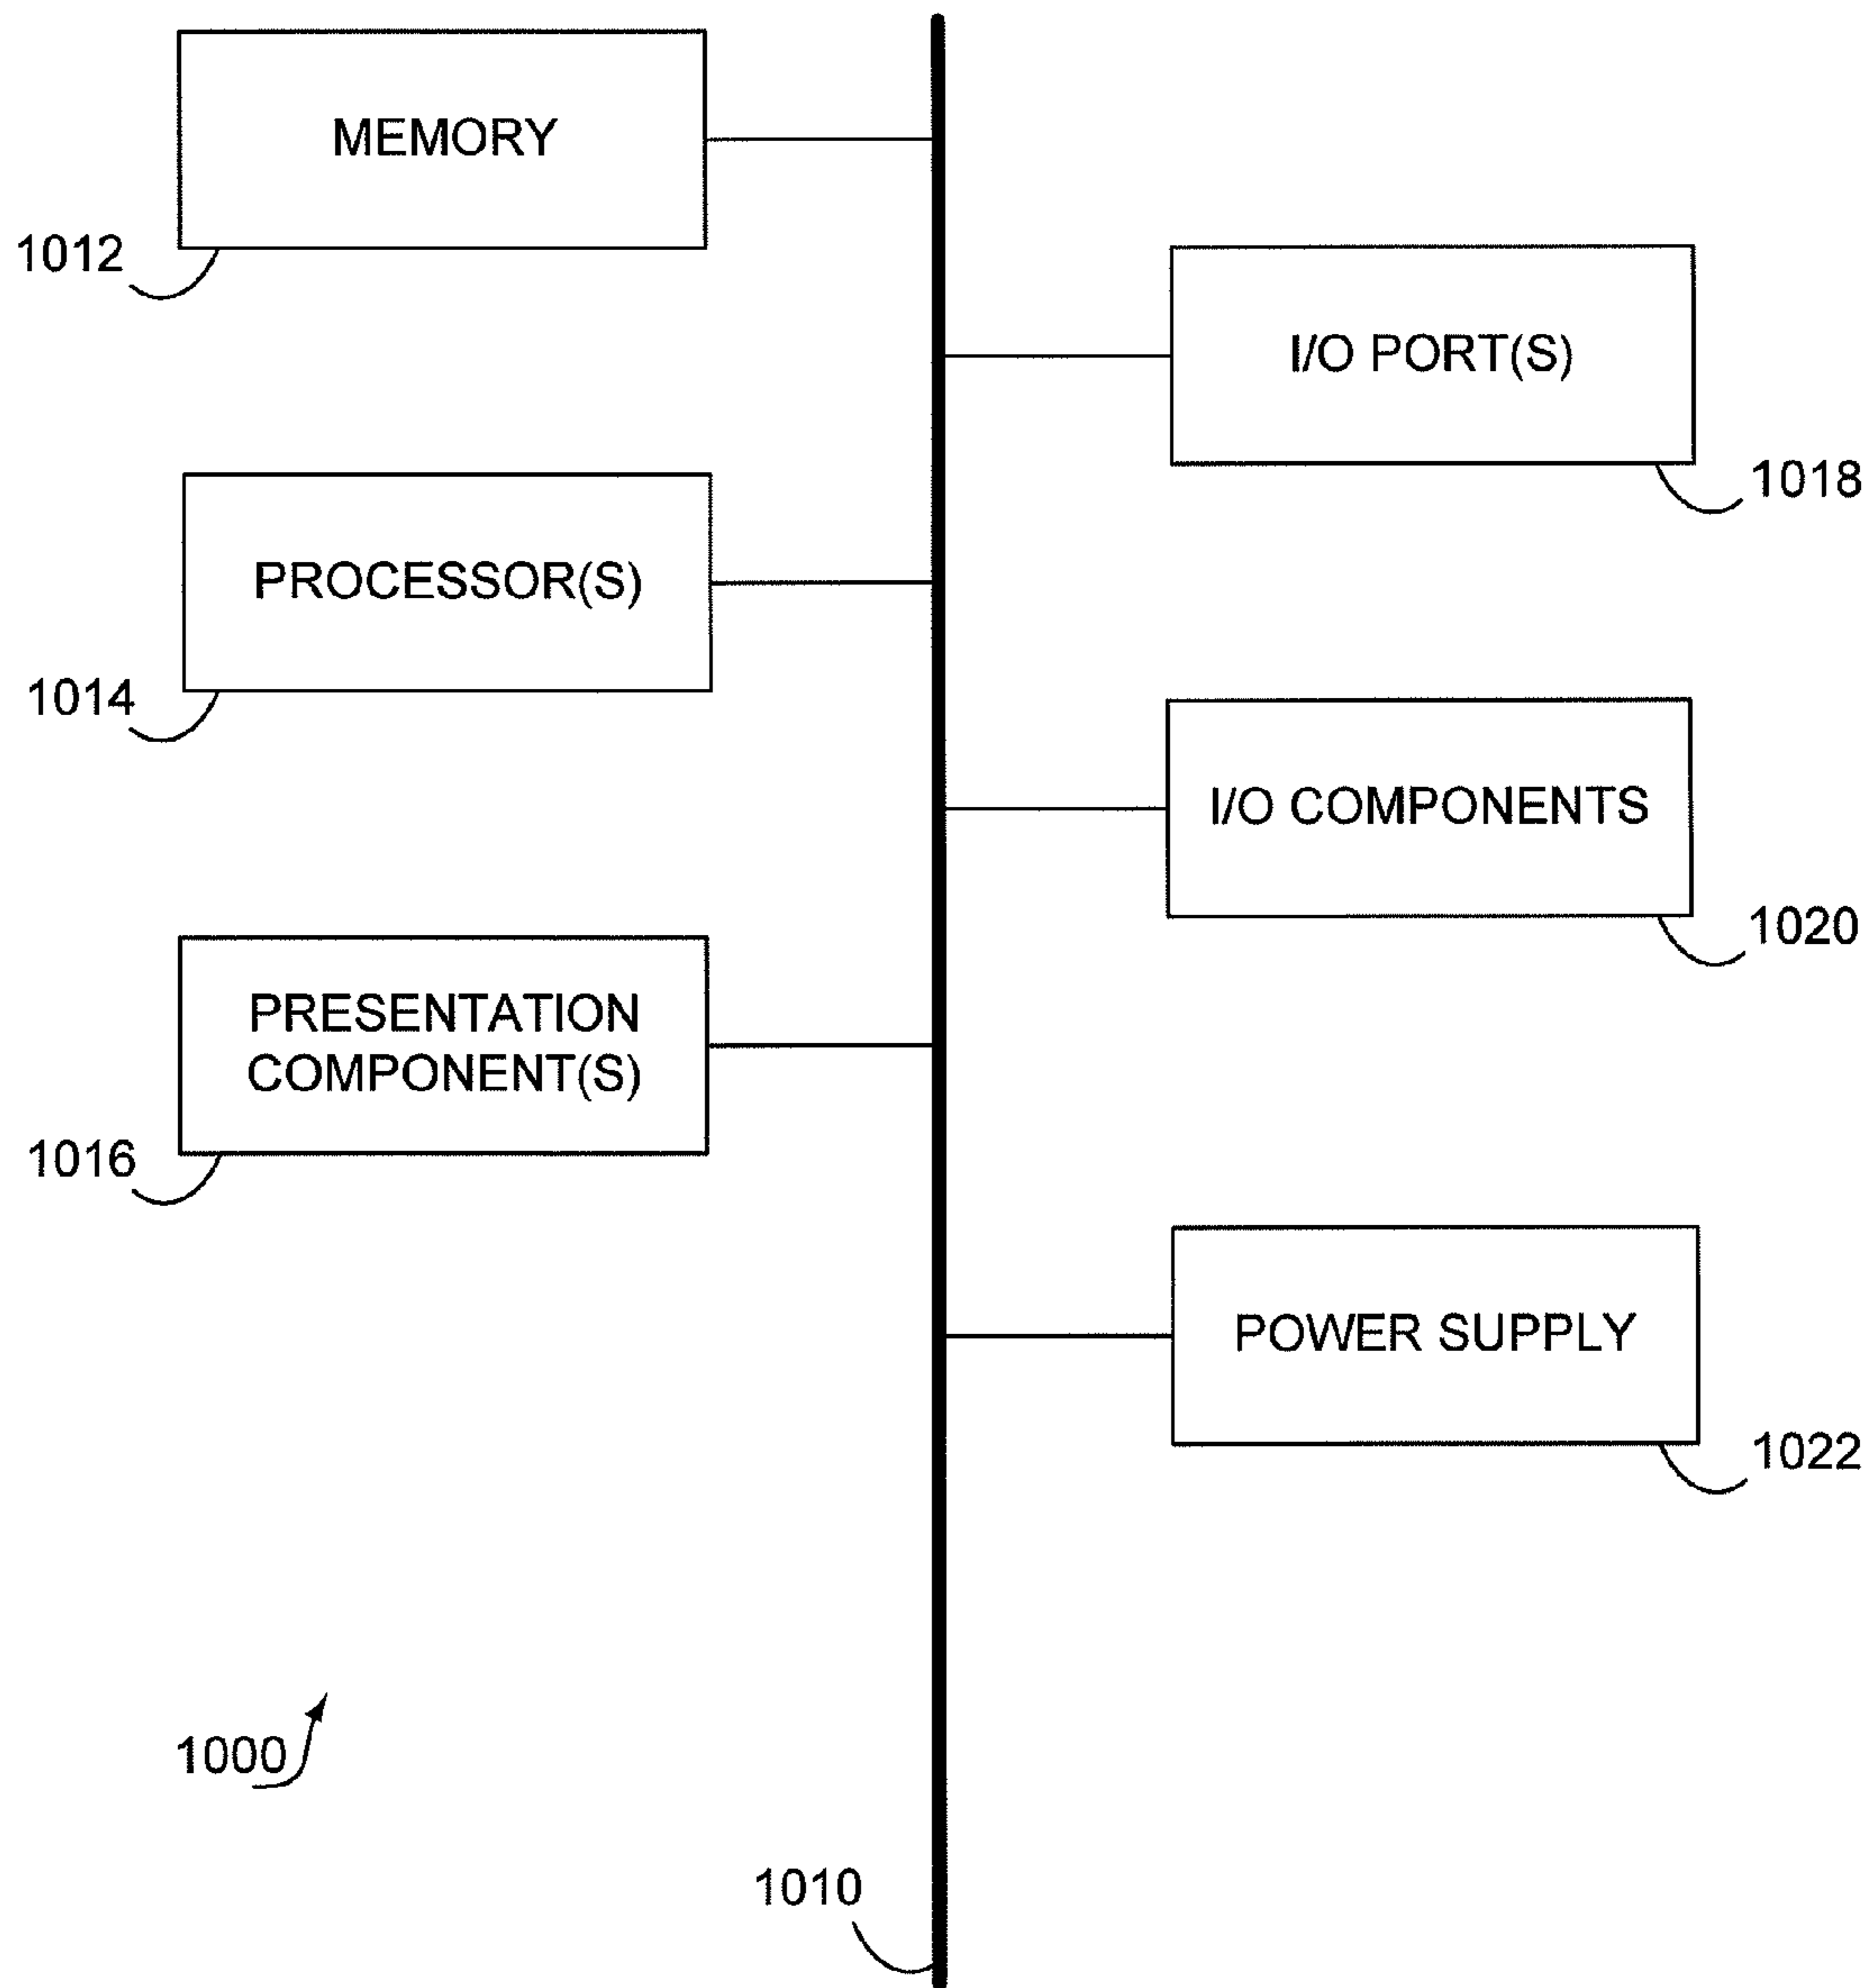 MEMORY
1012
I/O PORT(S)
1018
PROCESSOR(S)
1014
I/O COMPONENTS
1020
PRESENTATION
COMPONENT(S)
1016
POWER SUPPLY
1022
1000
1010